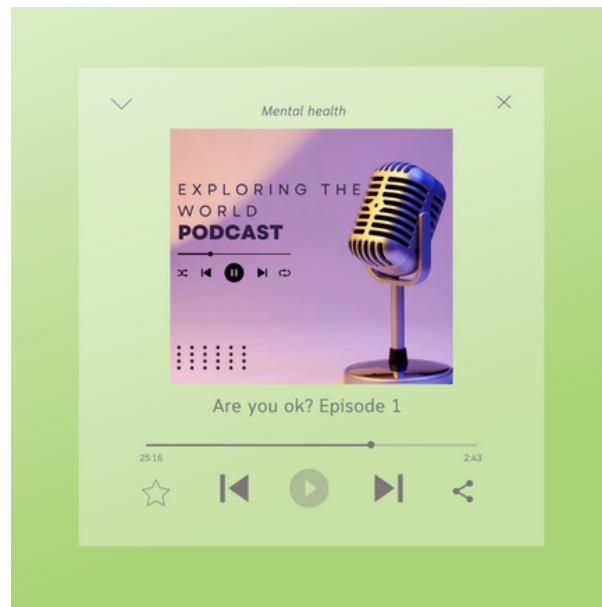 Mental health
EXPLORING THE
WORLD
PODCAST
Are you ok? Episode 1
25:16 2:43